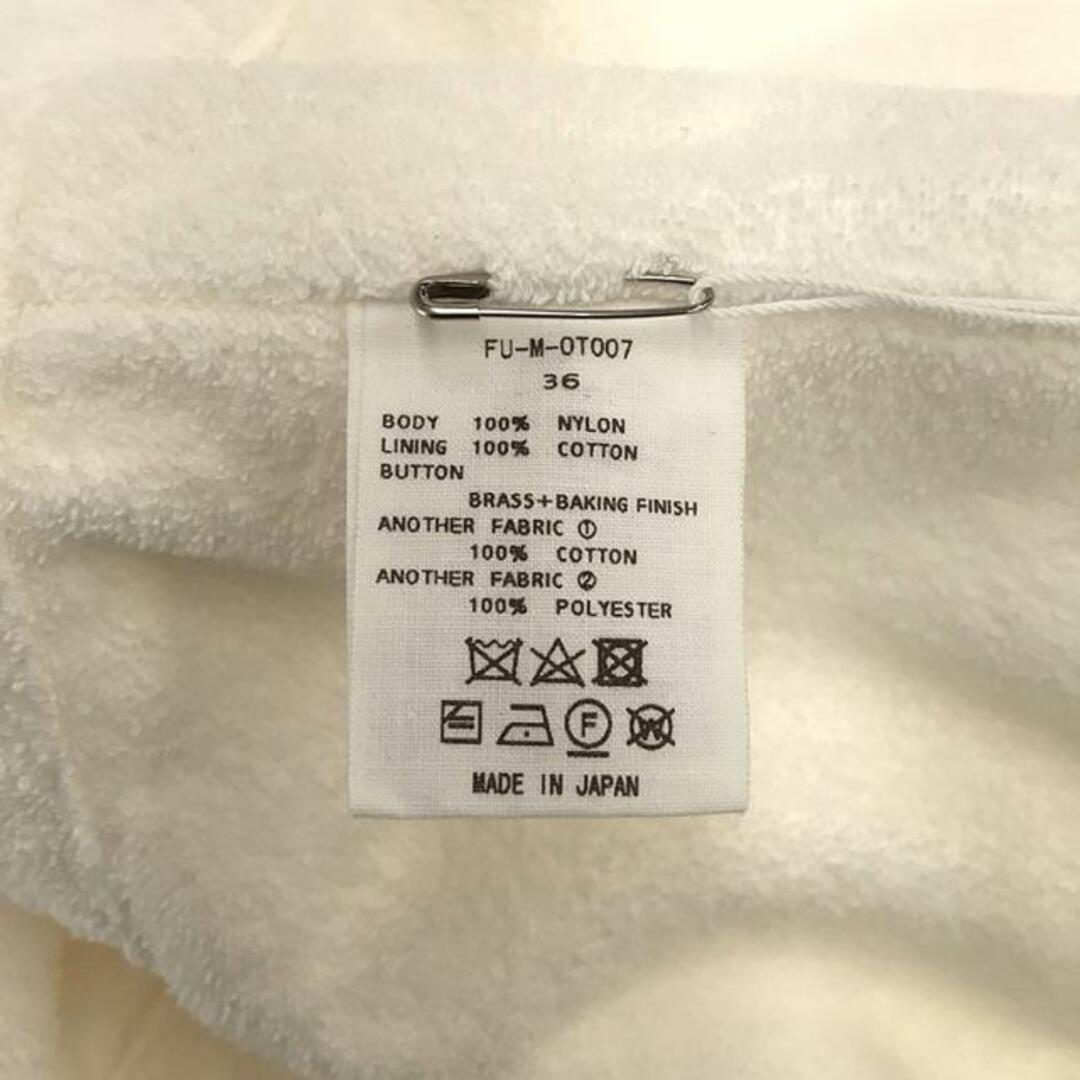 FU-M-OT007
36
BODY 100% NYLON
LINING 100% COTTON
BUTTON
BRASS+BAKING FINISH
ANOTHER FABRIC ①
100% COTTON
ANOTHER FABRIC ②
100% POLYESTER
F W
MADE IN JAPAN